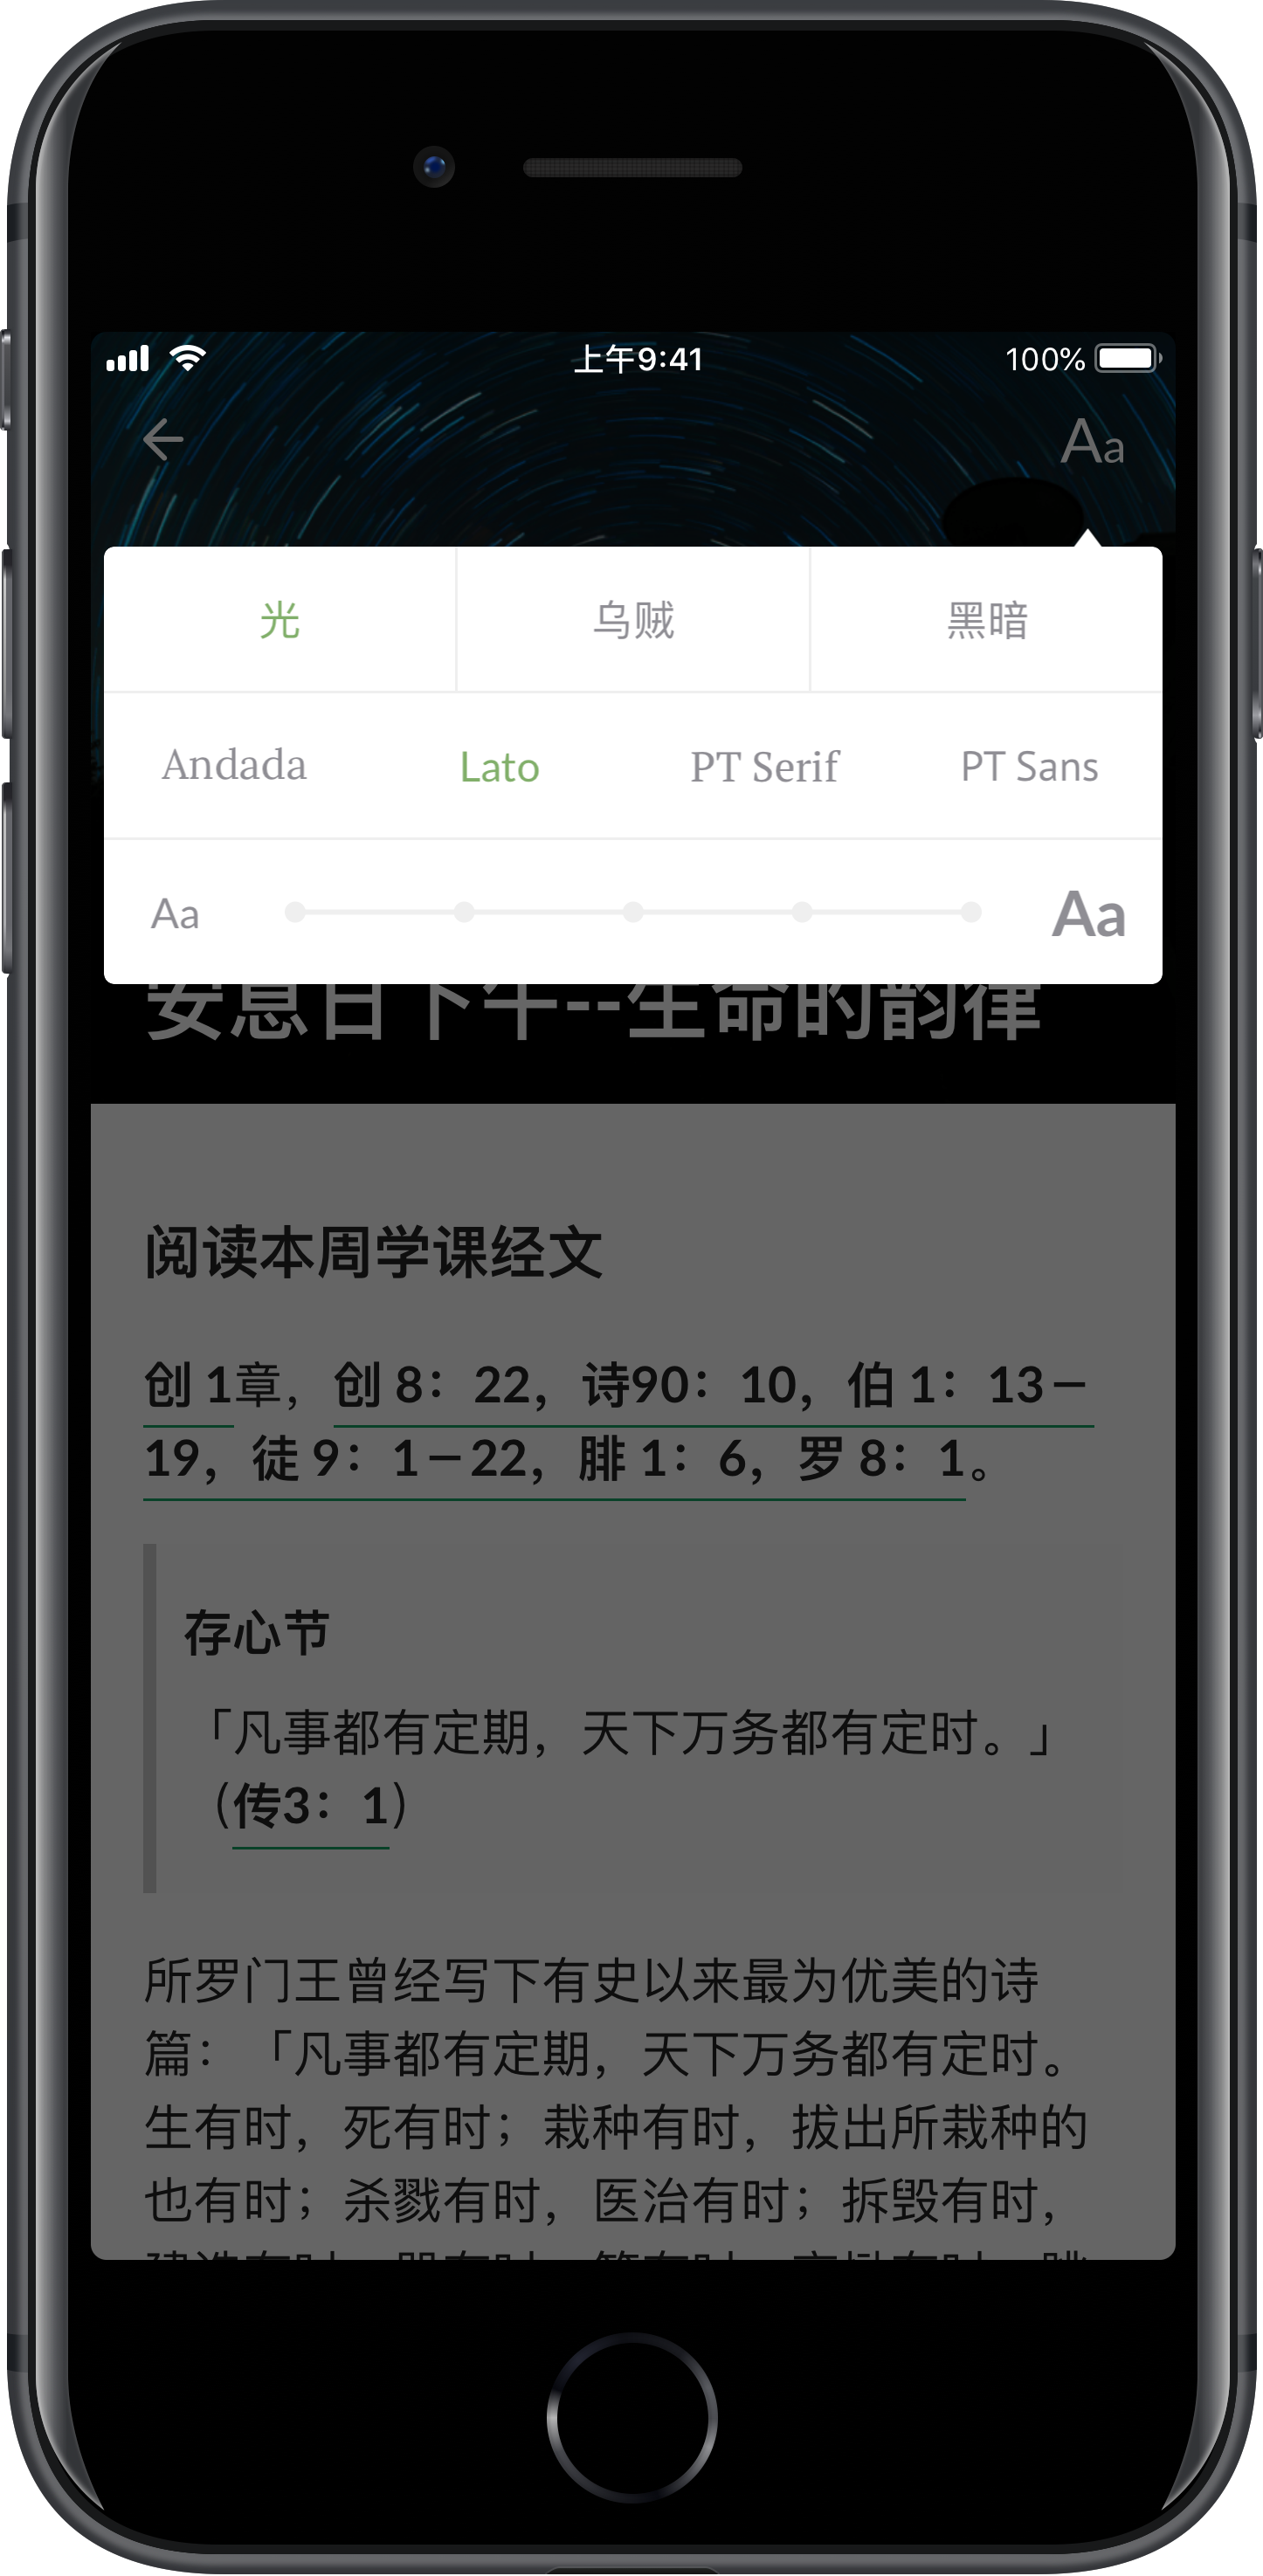 上午9:41
100%
Aa
光 乌贼 黑暗
Andada Lato PT Serif PT Sans
Aa Aa
安息日下午--生命的韵律
阅读本周学课经文
创 1章，创 8：22，诗90：10，伯 1：13－
19，徒 9：1－22，腓 1：6，罗 8：1。
存心节
「凡事都有定期，天下万务都有定时。」
（传3：1）
所罗门王曾经写下有史以来最为优美的诗
篇：「凡事都有定期，天下万务都有定时。
生有时，死有时；栽种有时，拔出所栽种的
也有时；杀戮有时，医治有时；拆毁有时，